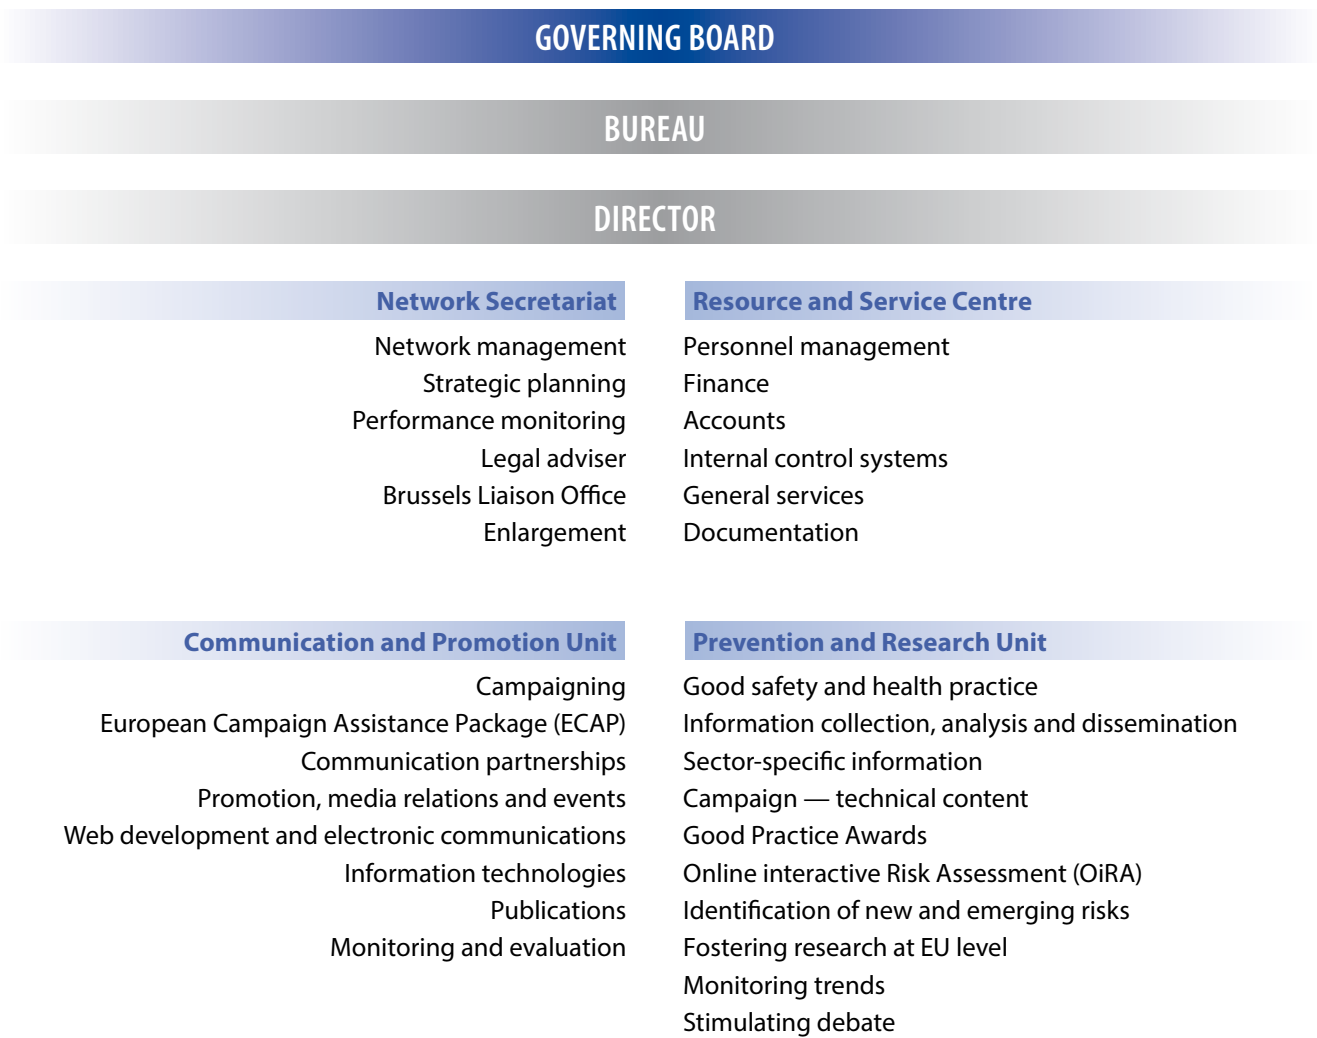 GOVERNING BOARD
BUREAU
DIRECTOR
Network Secretariat
Network management
Strategic planning
Performance monitoring
Legal adviser
Brussels Liaison Office
Enlargement
Resource and Service Centre
Personnel management
Finance
Accounts
Internal control systems
General services
Documentation
Communication and Promotion Unit
Campaigning
European Campaign Assistance Package (ECAP)
Communication partnerships
Promotion, media relations and events
Web development and electronic communications
Information technologies
Publications
Monitoring and evaluation
Prevention and Research Unit
Good safety and health practice
Information collection, analysis and dissemination
Sector-specific information
Campaign — technical content
Good Practice Awards
Online interactive Risk Assessment (OiRA)
Identification of new and emerging risks
Fostering research at EU level
Monitoring trends
Stimulating debate